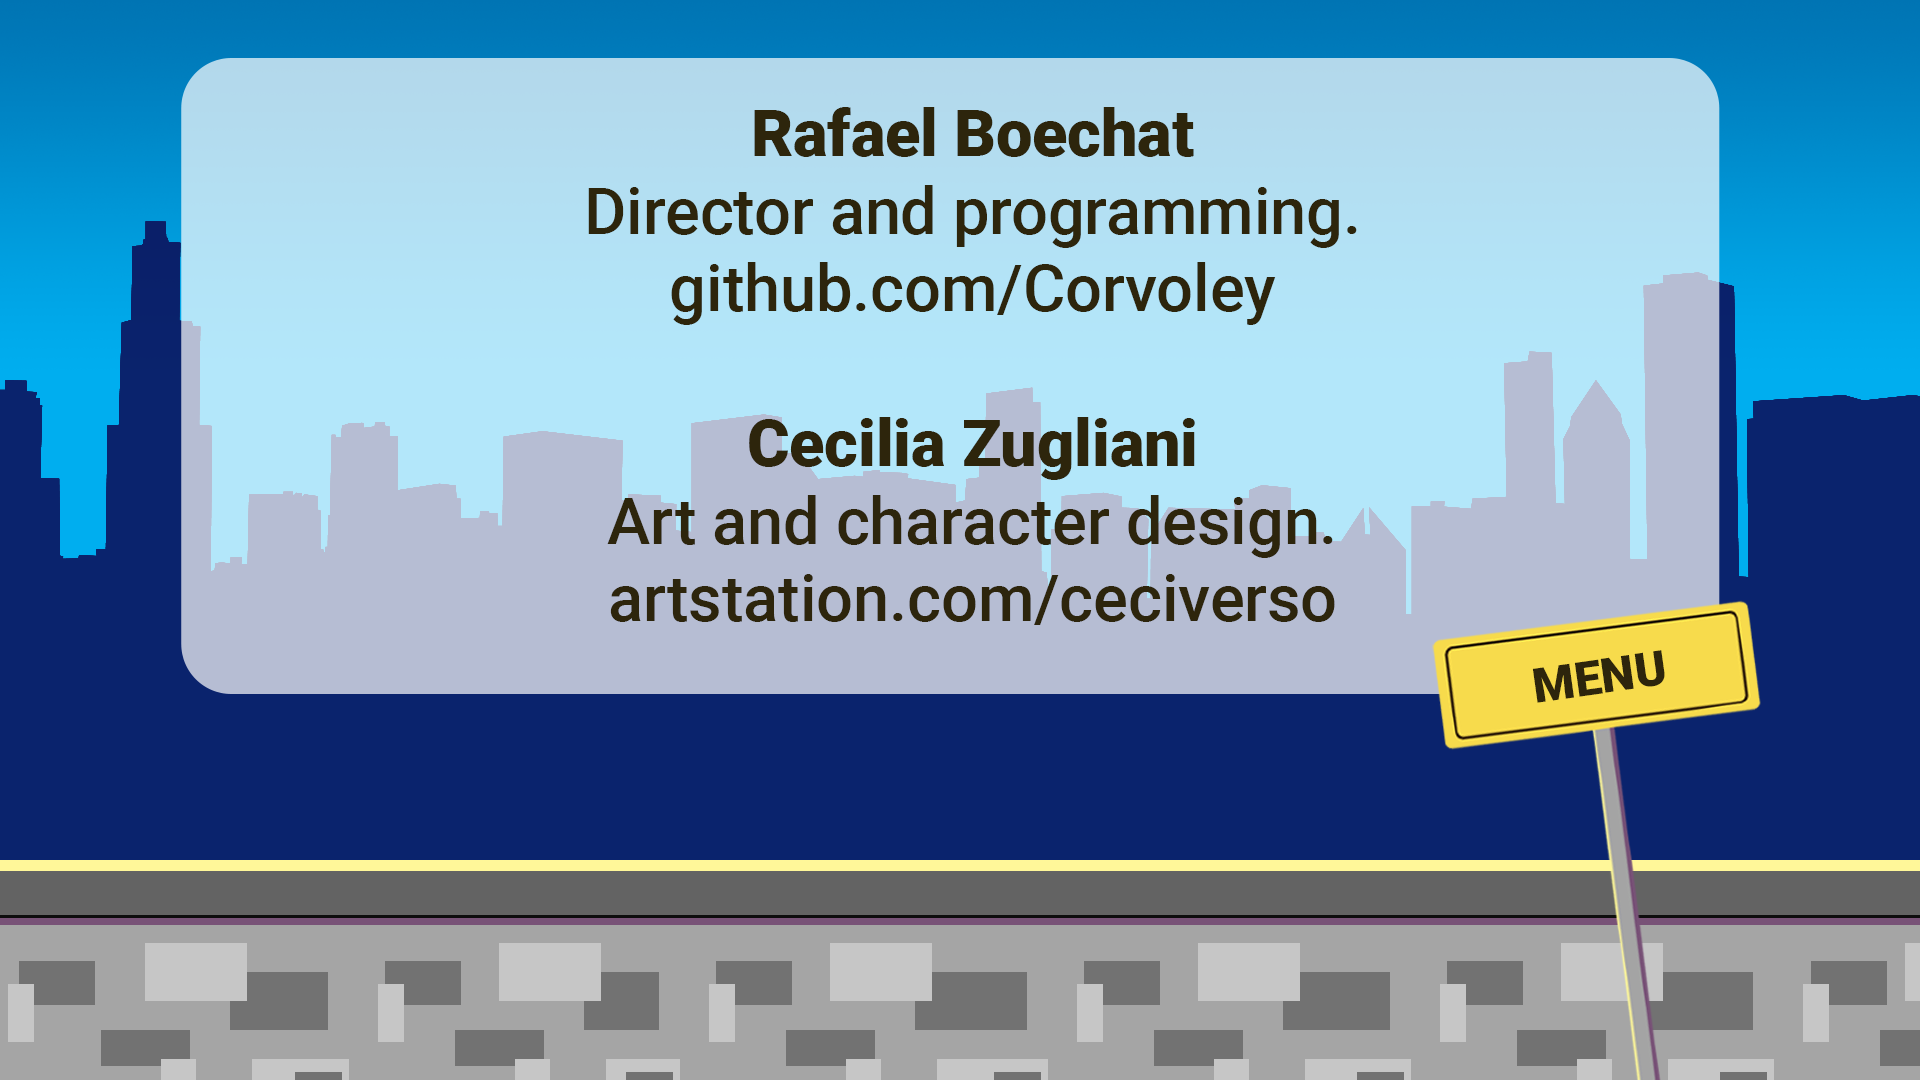 Rafael Boechat
Director and programming.
github.com/Corvoley
Cecilia Zugliani
Art and character design.
artstation.com/ceciverso
MENU